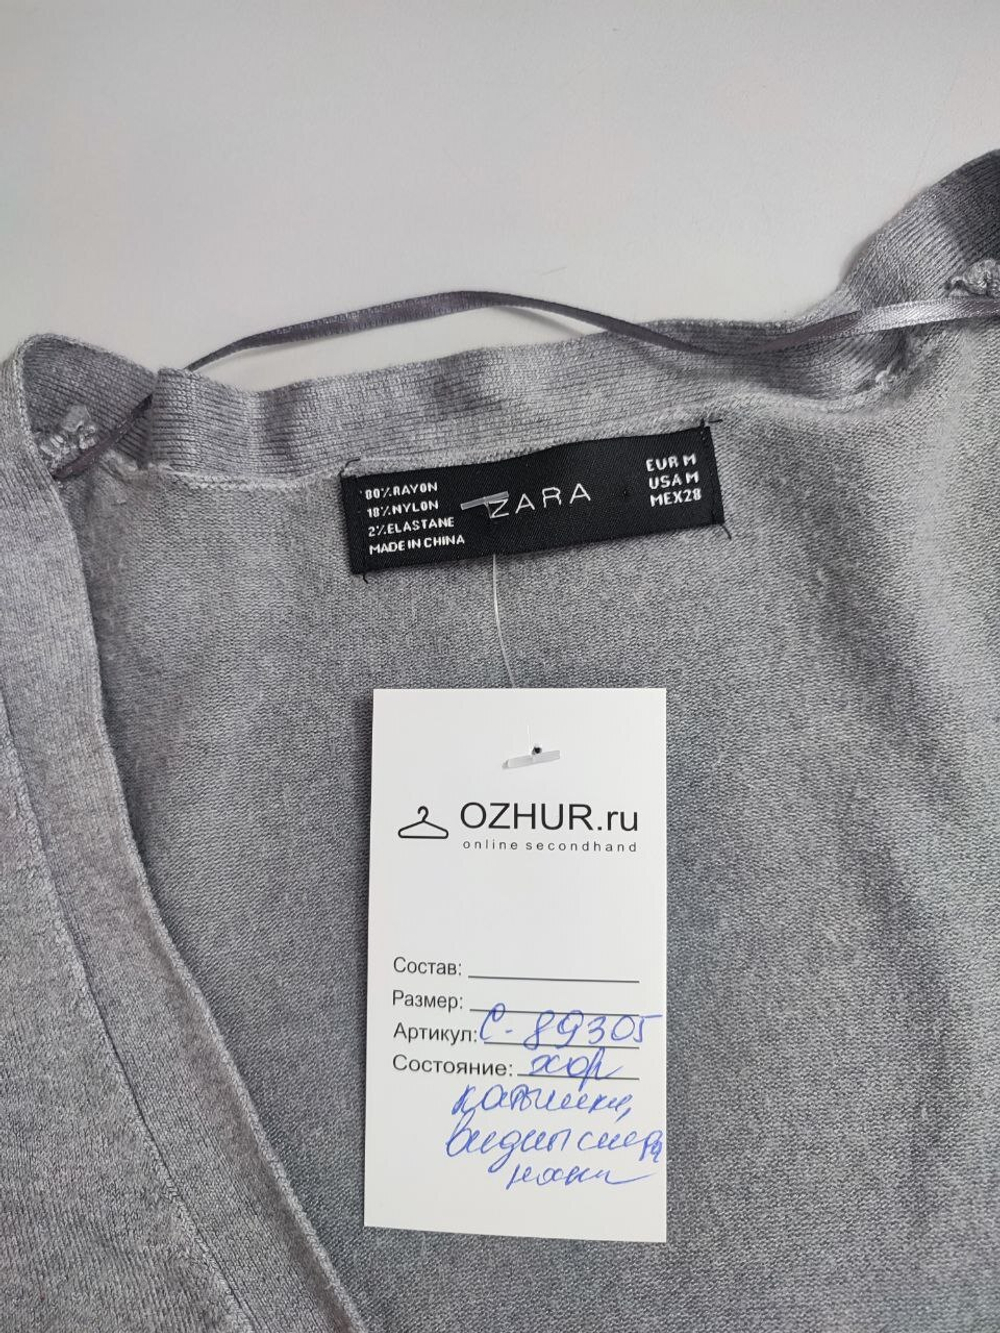 80% RAYON
18% NYLON
2% ELASTANE
MADE IN CHINA
ZARA
EUR M
USA M
MEX 28
OZHUR.ru
online secondhand
Состав:
Размер:
Артикул: С-89305
Состояние: хор
катышки,
видны следы
носки